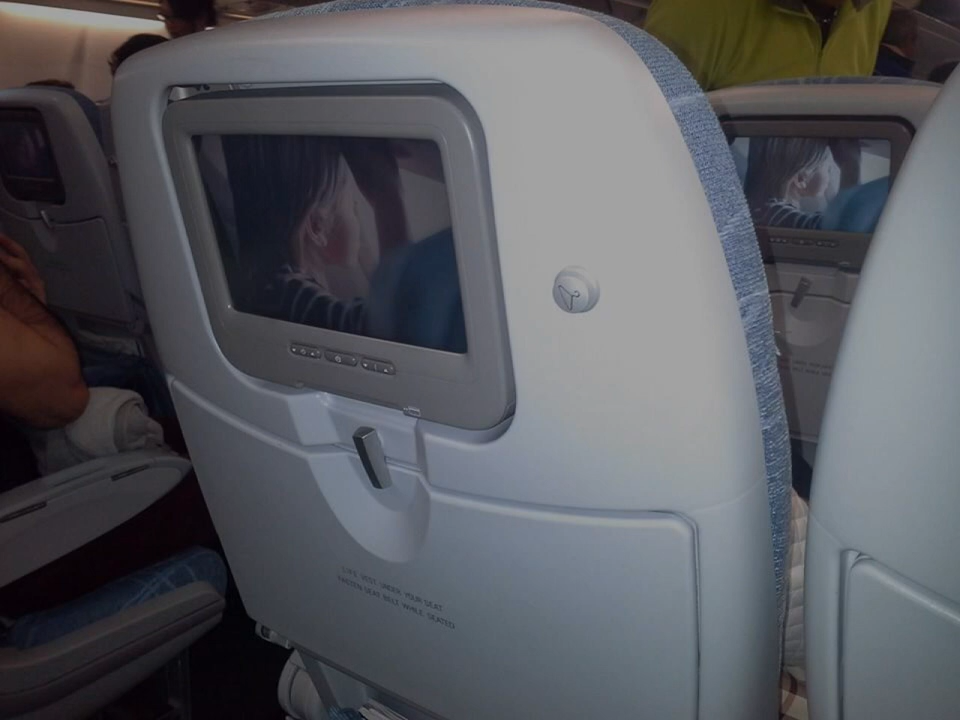 LIFE VEST UNDER YOUR SEAT
FASTEN SEAT BELT WHILE SEATED